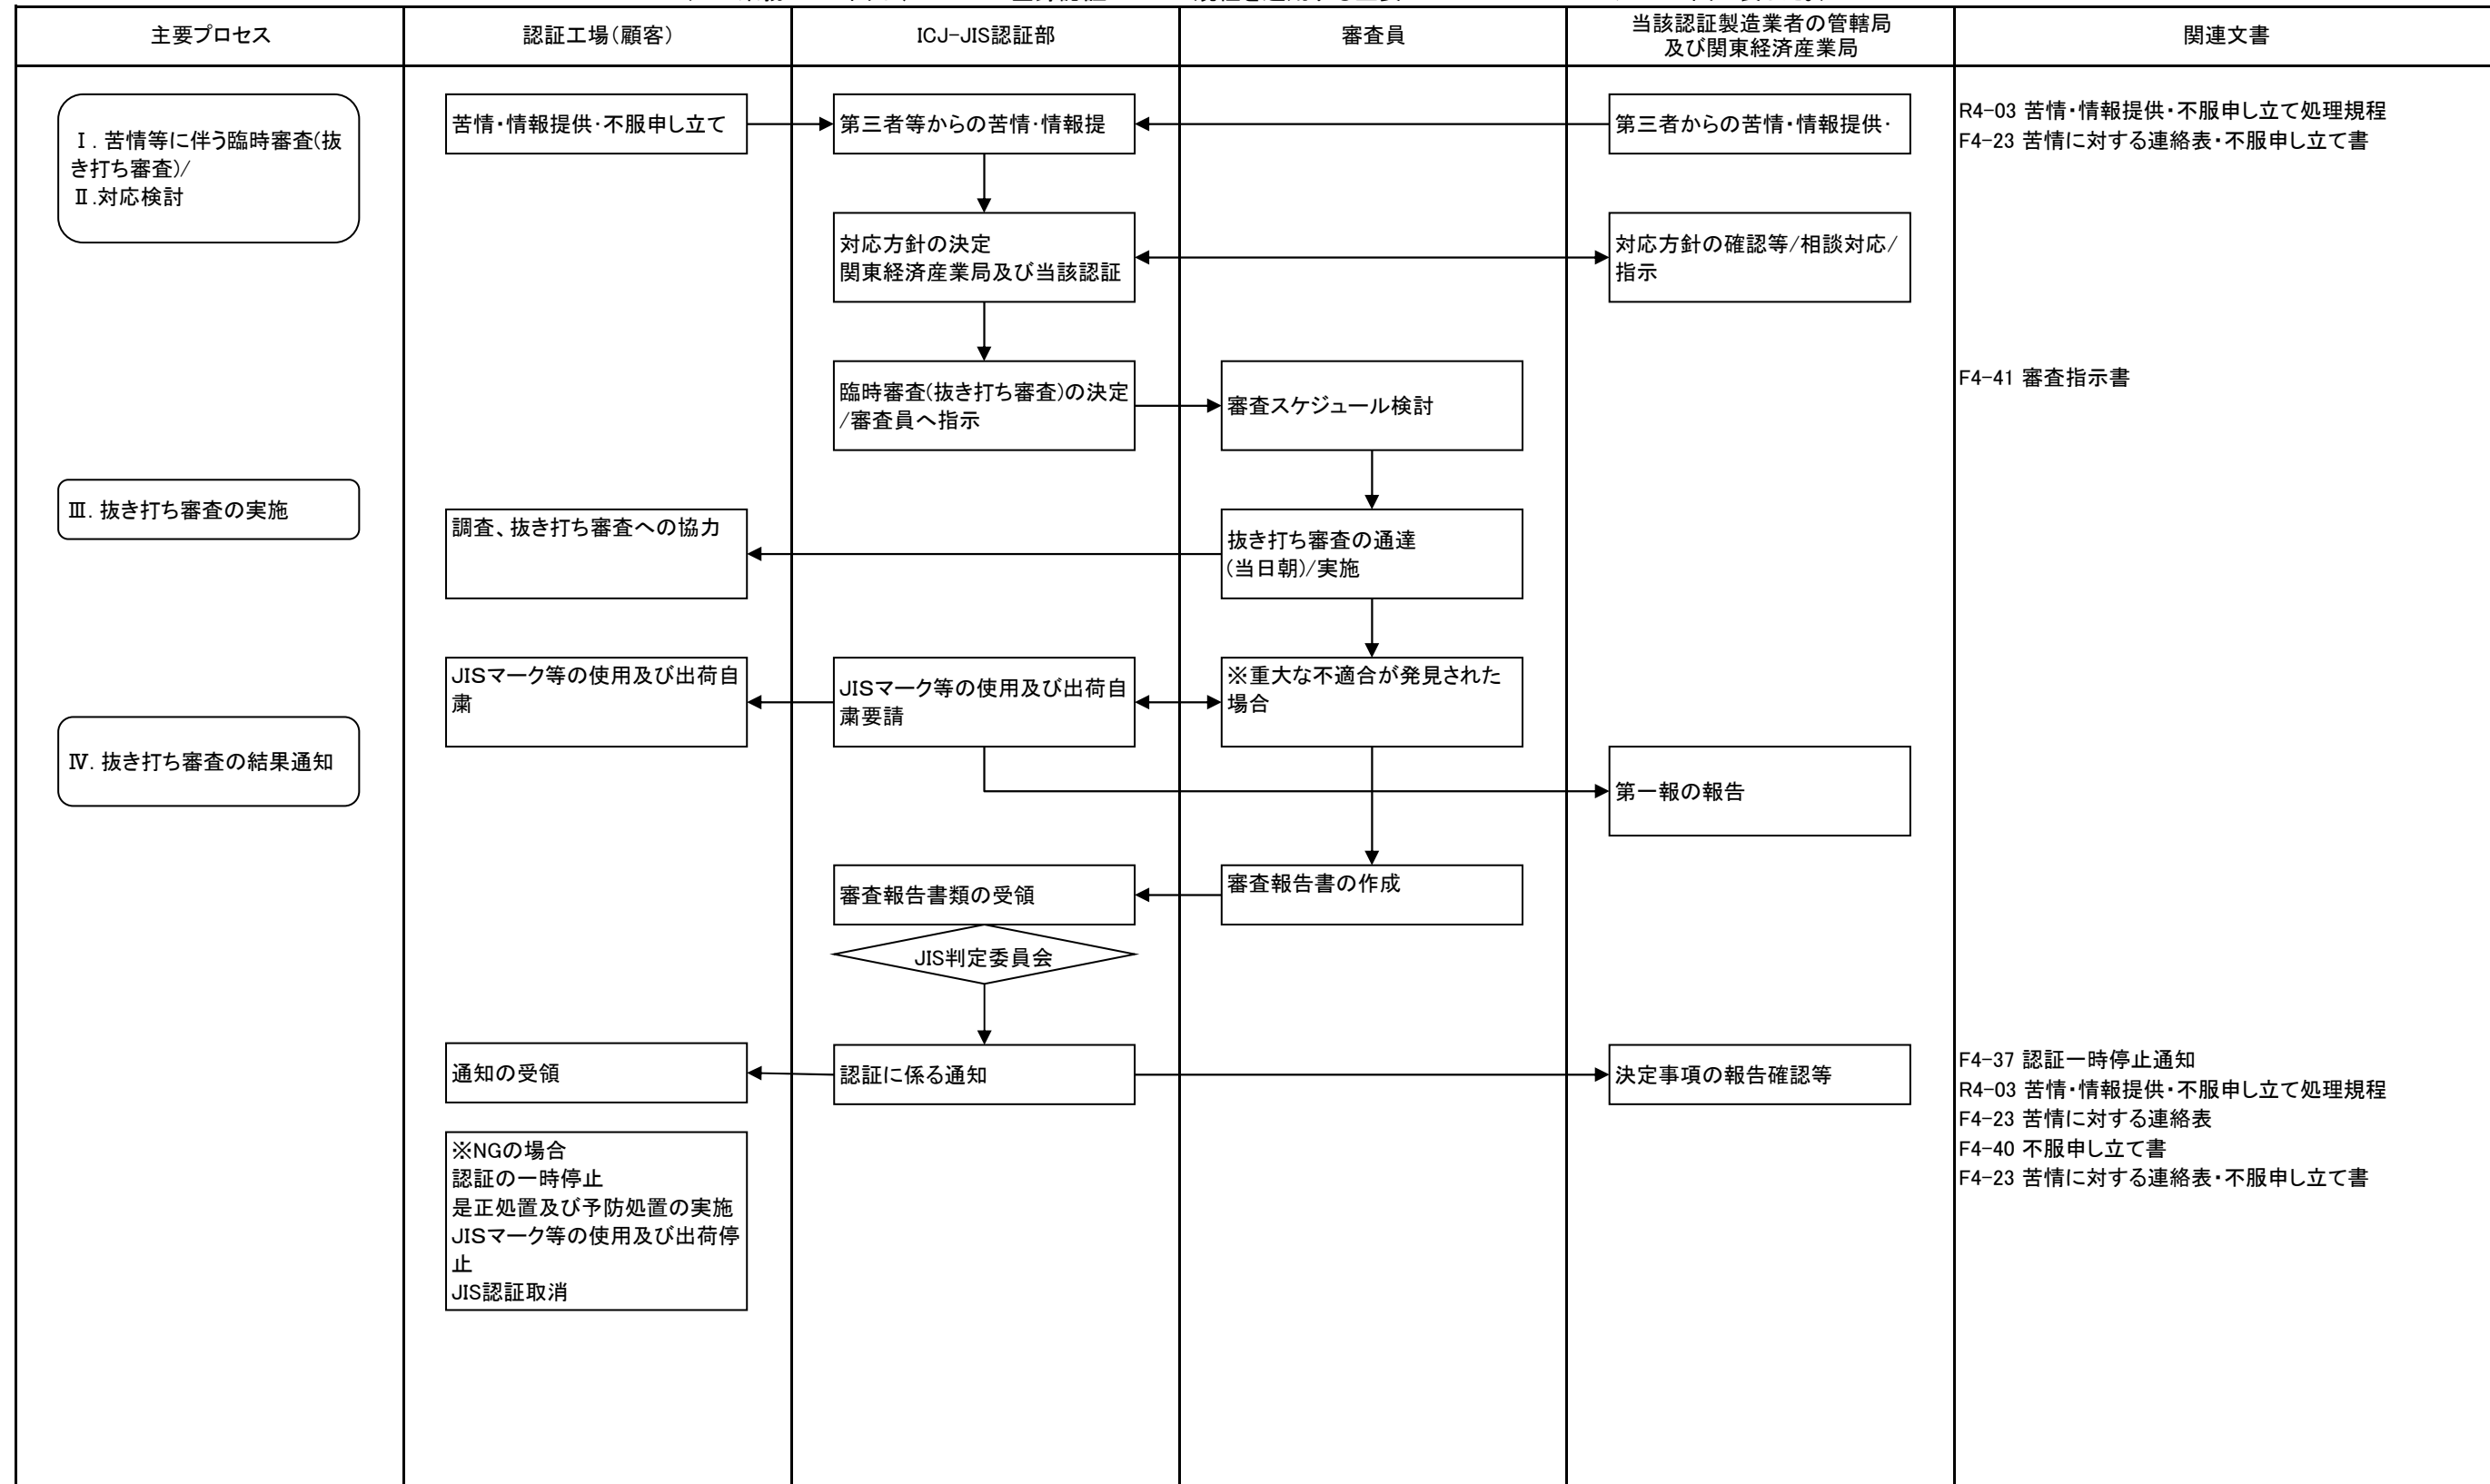 主要プロセス
認証工場(顧客)
ICJ-JIS認証部
審査員
当該認証製造業者の管轄局
及び関東経済産業局
関連文書
Ⅰ. 苦情等に伴う臨時審査(抜
き打ち審査)/
Ⅱ.対応検討
苦情・情報提供・不服申し立て
第三者等からの苦情・情報提
第三者からの苦情・情報提供・
R4-03 苦情・情報提供・不服申し立て処理規程
F4-23 苦情に対する連絡表・不服申し立て書
対応方針の決定
関東経済産業局及び当該認証
対応方針の確認等/相談対応/
指示
臨時審査(抜き打ち審査)の決定
/審査員へ指示
審査スケジュール検討
F4-41 審査指示書
Ⅲ. 抜き打ち審査の実施
調査、抜き打ち審査への協力
抜き打ち審査の通達
(当日朝)/実施
JISマーク等の使用及び出荷自
粛
JISマーク等の使用及び出荷自
粛要請
※重大な不適合が発見された
場合
Ⅳ. 抜き打ち審査の結果通知
第一報の報告
審査報告書類の受領
審査報告書の作成
JIS判定委員会
通知の受領
認証に係る通知
決定事項の報告確認等
F4-37 認証一時停止通知
R4-03 苦情・情報提供・不服申し立て処理規程
F4-23 苦情に対する連絡表
F4-40 不服申し立て書
F4-23 苦情に対する連絡表・不服申し立て書
※NGの場合
認証の一時停止
是正処置及び予防処置の実施
JISマーク等の使用及び出荷停
止
JIS認証取消